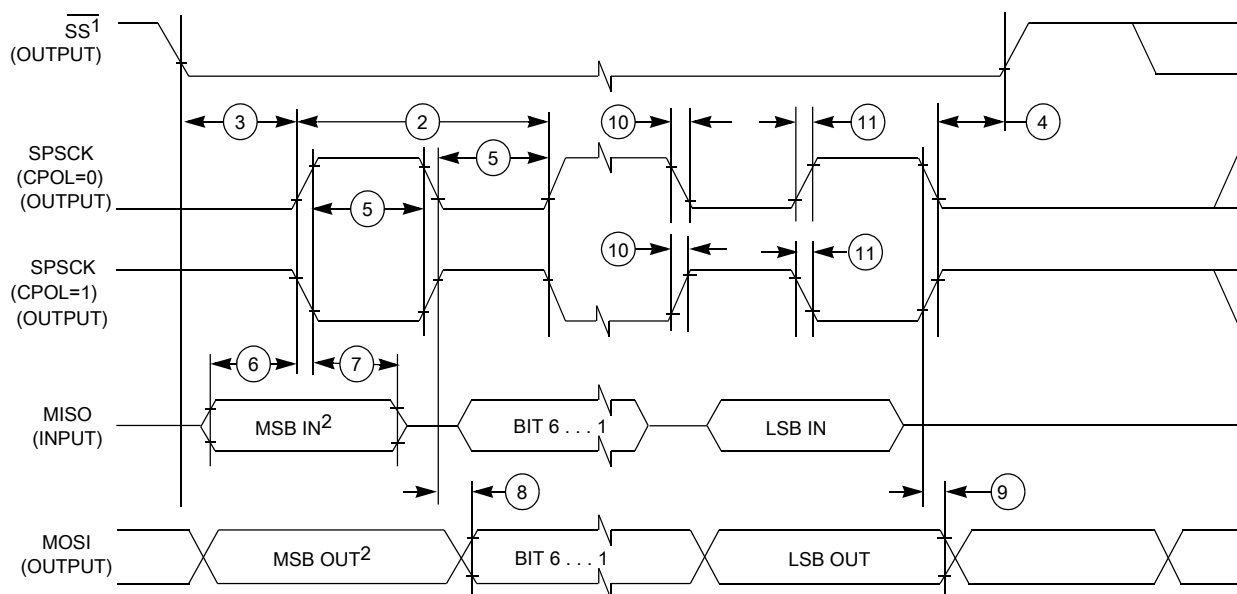 SS1
(OUTPUT)
3
2
10
11
4
SPSCK
(CPOL=0)
(OUTPUT)
5
5
SPSCK
(CPOL=1)
(OUTPUT)
10
11
6
7
MISO
(INPUT)
MSB IN2
BIT 6 . . . 1
LSB IN
8
9
MOSI
(OUTPUT)
MSB OUT2
BIT 6 . . . 1
LSB OUT